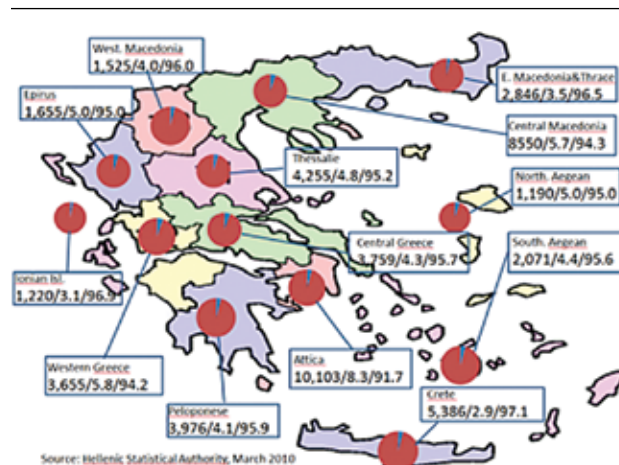 West. Macedonia
1,525/4.0/96.0
Epirus
1,655/5.0/95.0
E. Macedonia&Thrace
2,846/3.5/96.5
Central Macedonia
8550/5.7/94.3
Thessalie
4,255/4.8/95.2
North. Aegean
1,190/5.0/95.0
Central Greece
3,759/4.3/95.7
South. Aegean
2,071/4.4/95.6
Ionian Isl.
1,220/3.1/96.9
Western Greece
3,655/5.8/94.2
Attica
10,103/8.3/91.7
Peloponese
3,976/4.1/95.9
Crete
5,386/2.9/97.1
Source: Hellenic Statistical Authority, March 2010